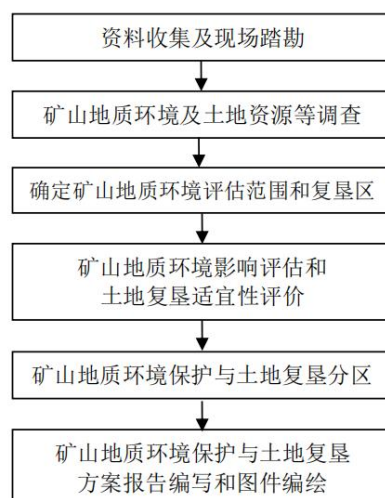 资料收集及现场踏勘
矿山地质环境及土地资源等调查
确定矿山地质环境评估范围和复垦区
矿山地质环境影响评估和
土地复垦适宜性评价
矿山地质环境保护与土地复垦分区
矿山地质环境保护与土地复垦
方案报告编写和图件编绘